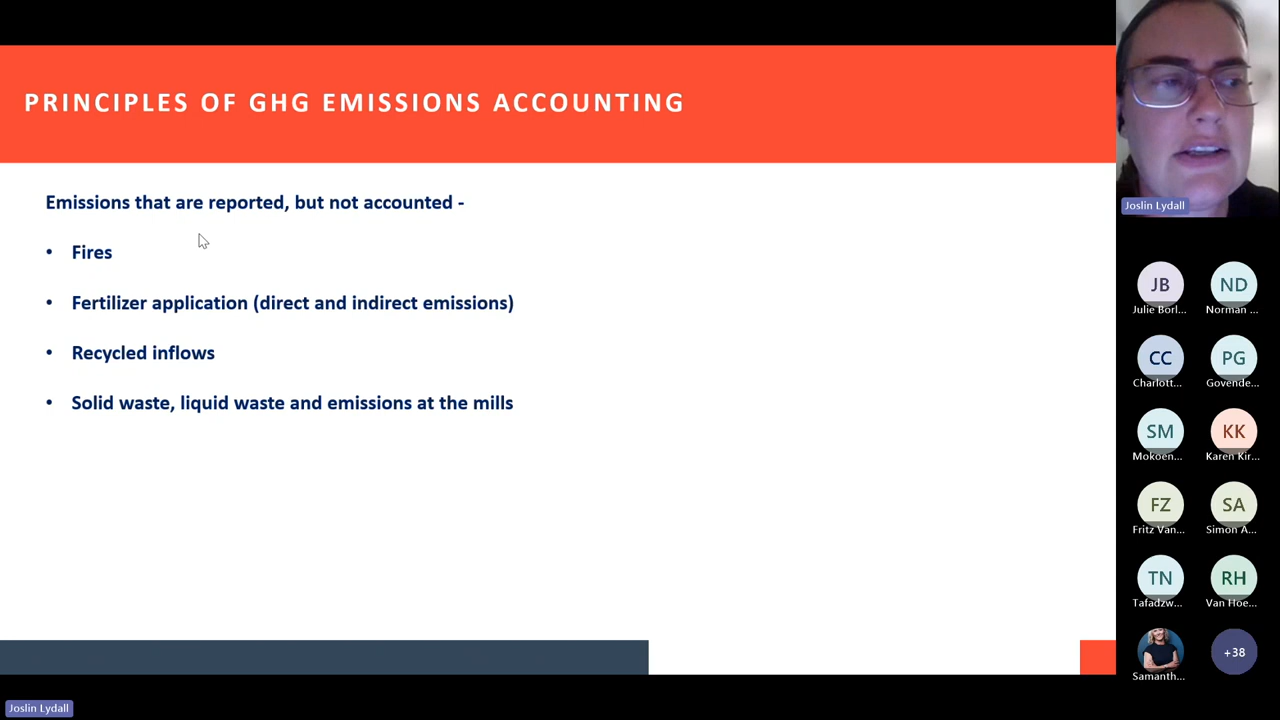 PRINCIPLES OF GHG EMISSIONS ACCOUNTING
Emissions that are reported, but not accounted -
• Fires
• Fertilizer application (direct and indirect emissions)
• Recycled inflows
• Solid waste, liquid waste and emissions at the mills
Joslin Lydall
JB
Julie Borl...
ND
Norman ...
CC
Charlott...
PG
Govende...
SM
Mokoen...
KK
Karen Kir...
FZ
Fritz Van...
SA
Simon A...
TN
Tafadzw...
RH
Van Hoe...
Samanth...
+38
Joslin Lydall